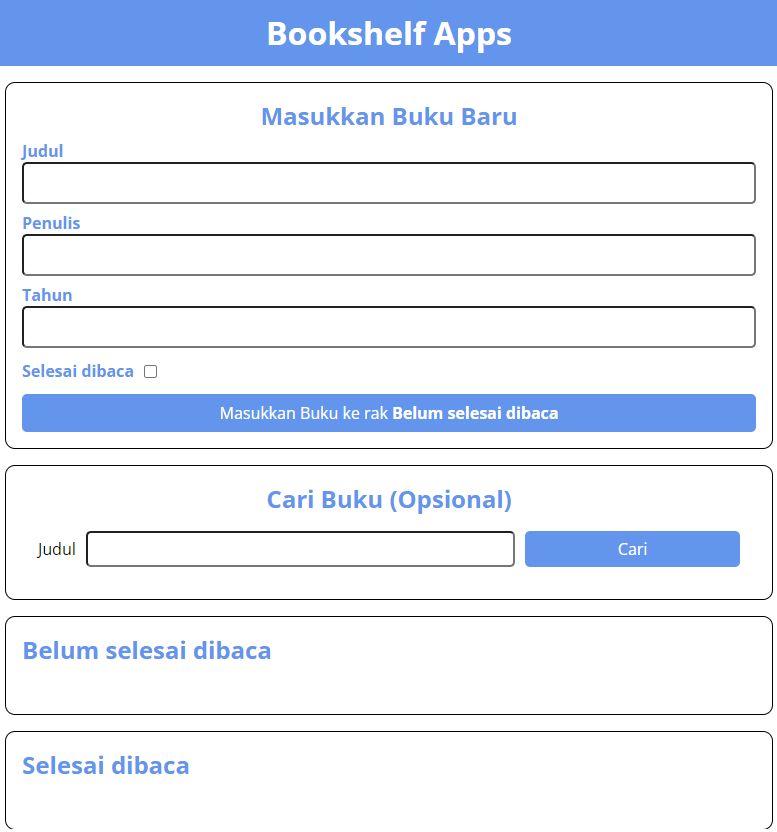 Bookshelf Apps
Masukkan Buku Baru
Judul
Penulis
Tahun
Selesai dibaca
Masukkan Buku ke rak Belum selesai dibaca
Cari Buku (Opsional)
Judul Cari
Belum selesai dibaca
Selesai dibaca